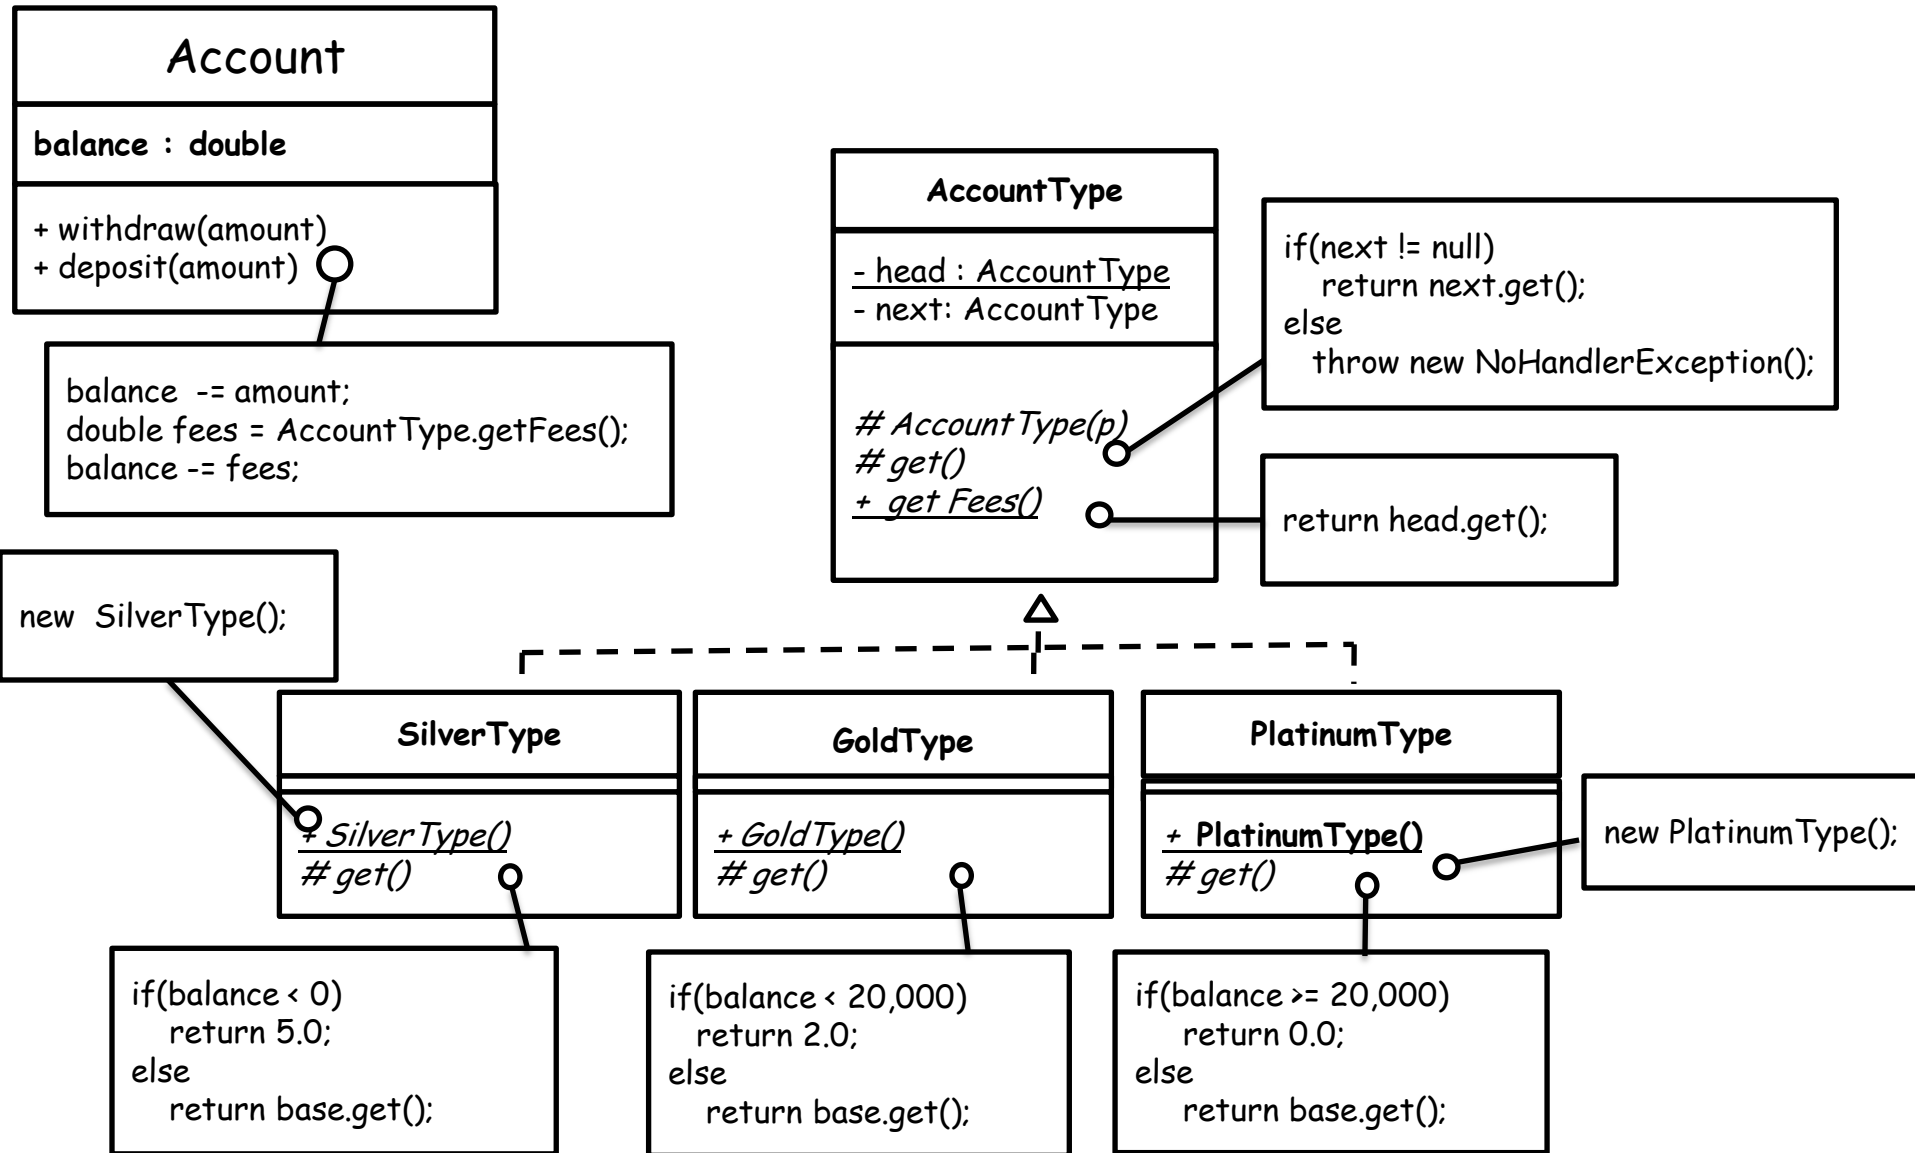 Account
balance : double
+ withdraw(amount)
+ deposit(amount)
balance -= amount;
double fees = AccountType.getFees();
balance -= fees;
AccountType
- head : AccountType
- next: AccountType
# AccountType(p)
# get()
+ get Fees()
if(next != null)
return next.get();
else
throw new NoHandlerException();
return head.get();
new SilverType();
SilverType
+ SilverType()
# get()
if(balance < 0)
return 5.0;
else
return base.get();
GoldType
+ GoldType()
# get()
if(balance < 20,000)
return 2.0;
else
return base.get();
PlatinumType
+ PlatinumType()
# get()
new PlatinumType();
if(balance >= 20,000)
return 0.0;
else
return base.get();